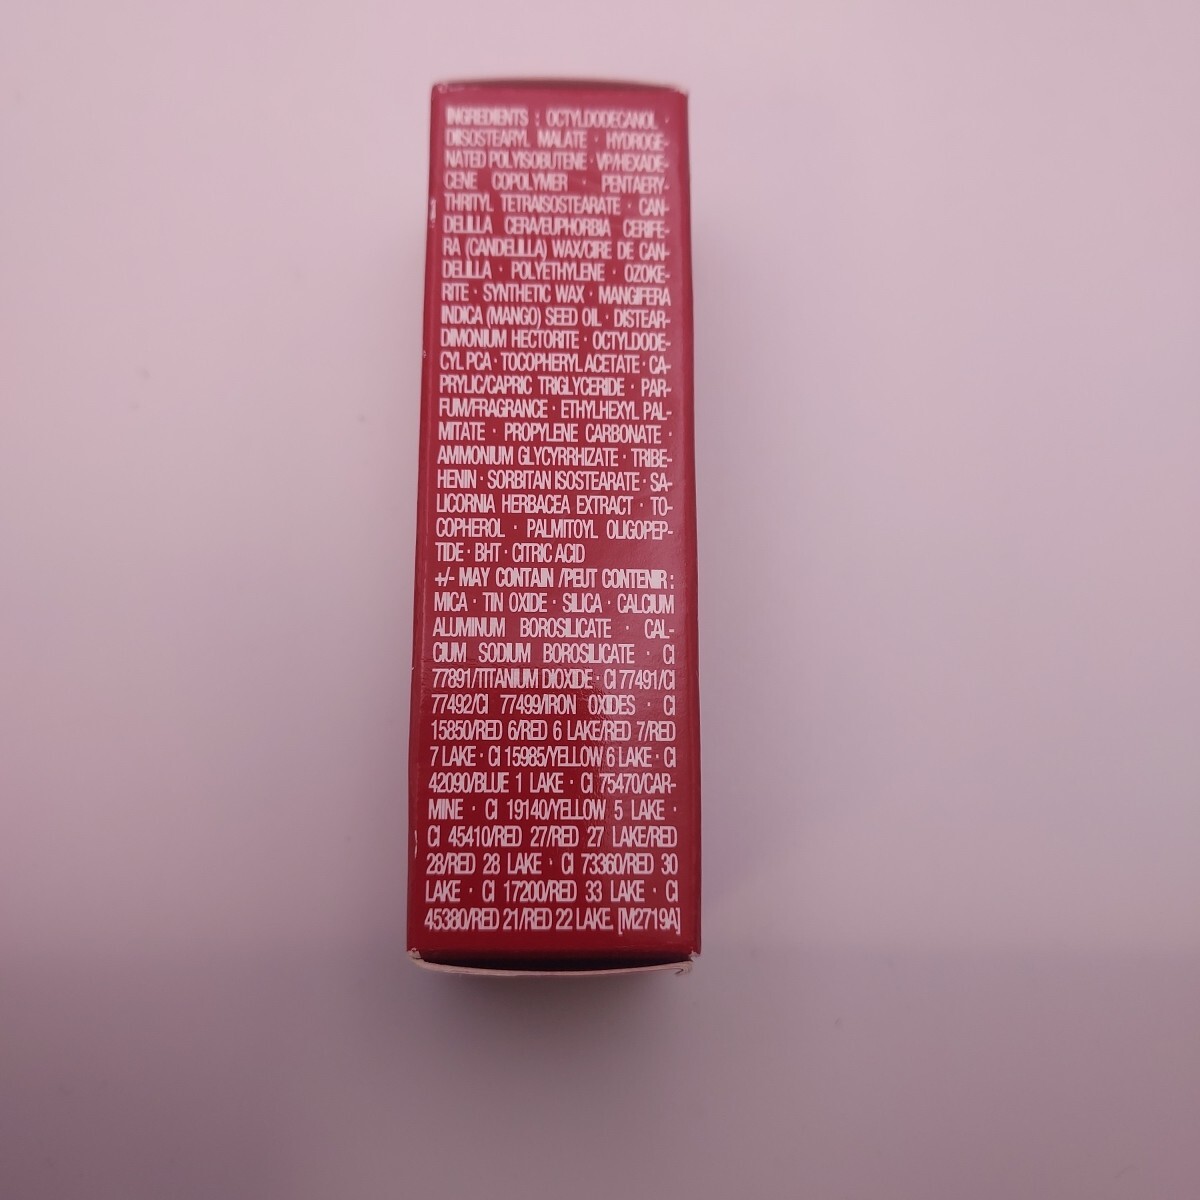 INGREDIENTS : OCTYLDODECANOL ·
DIISOSTEARYL MALATE · HYDROGE-
NATED POLYISOBUTENE · VP/HEXADE-
CENE COPOLYMER · PENTAERY-
THRITYL TETRAISOSTEARATE · CAN-
DELILLA CERA/EUPHORBIA CERIFE-
RA (CANDELILLA) WAX/CIRE DE CAN-
DELILLA · POLYETHYLENE · OZOKE-
RITE · SYNTHETIC WAX · MANGIFERA
INDICA (MANGO) SEED OIL · DISTEAR-
DIMONIUM HECTORITE · OCTYLDODE-
CYL PCA · TOCOPHERYL ACETATE · CA-
PRYLIC/CAPRIC TRIGLYCERIDE · PAR-
FUM/FRAGRANCE · ETHYLHEXYL PAL-
MITATE · PROPYLENE CARBONATE ·
AMMONIUM GLYCYRRHIZATE · TRIBE-
HENIN · SORBITAN ISOSTEARATE · SA-
LICORNIA HERBACEA EXTRACT · TO-
COPHEROL · PALMITOYL OLIGOPEP-
TIDE · BHT · CITRIC ACID
+/- MAY CONTAIN /PEUT CONTENIR :
MICA · TIN OXIDE · SILICA · CALCIUM
ALUMINUM BOROSILICATE · CAL-
CIUM SODIUM BOROSILICATE · CI
77891/TITANIUM DIOXIDE · CI 77491/CI
77492/CI 77499/IRON OXIDES · CI
15850/RED 6/RED 6 LAKE/RED 7/RED
7 LAKE · CI 15985/YELLOW 6 LAKE · CI
42090/BLUE 1 LAKE · CI 75470/CAR-
MINE · CI 19140/YELLOW 5 LAKE ·
CI 45410/RED 27/RED 27 LAKE/RED
28/RED 28 LAKE · CI 73360/RED 30
LAKE · CI 17200/RED 33 LAKE · CI
45380/RED 21/RED 22 LAKE. [M2719A]